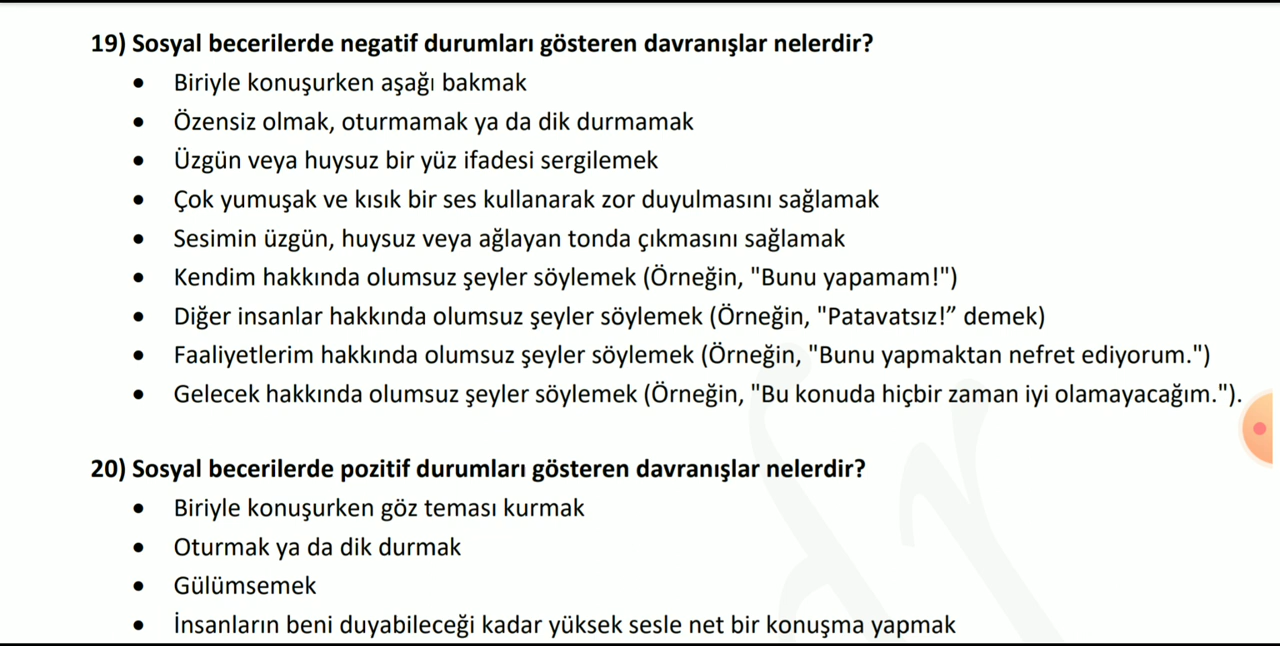 19) Sosyal becerilerde negatif durumları gösteren davranışlar nelerdir?
• Biriyle konuşurken aşağı bakmak
• Özensiz olmak, oturmamak ya da dik durmamak
• Üzgün veya huysuz bir yüz ifadesi sergilemek
• Çok yumuşak ve kısık bir ses kullanarak zor duyulmasını sağlamak
• Sesimin üzgün, huysuz veya ağlayan tonda çıkmasını sağlamak
• Kendim hakkında olumsuz şeyler söylemek (Örneğin, "Bunu yapamam!")
• Diğer insanlar hakkında olumsuz şeyler söylemek (Örneğin, "Patavatsız!” demek)
• Faaliyetlerim hakkında olumsuz şeyler söylemek (Örneğin, "Bunu yapmaktan nefret ediyorum.")
• Gelecek hakkında olumsuz şeyler söylemek (Örneğin, "Bu konuda hiçbir zaman iyi olamayacağım.").
20) Sosyal becerilerde pozitif durumları gösteren davranışlar nelerdir?
• Biriyle konuşurken göz teması kurmak
• Oturmak ya da dik durmak
• Gülümsemek
• İnsanların beni duyabileceği kadar yüksek sesle net bir konuşma yapmak